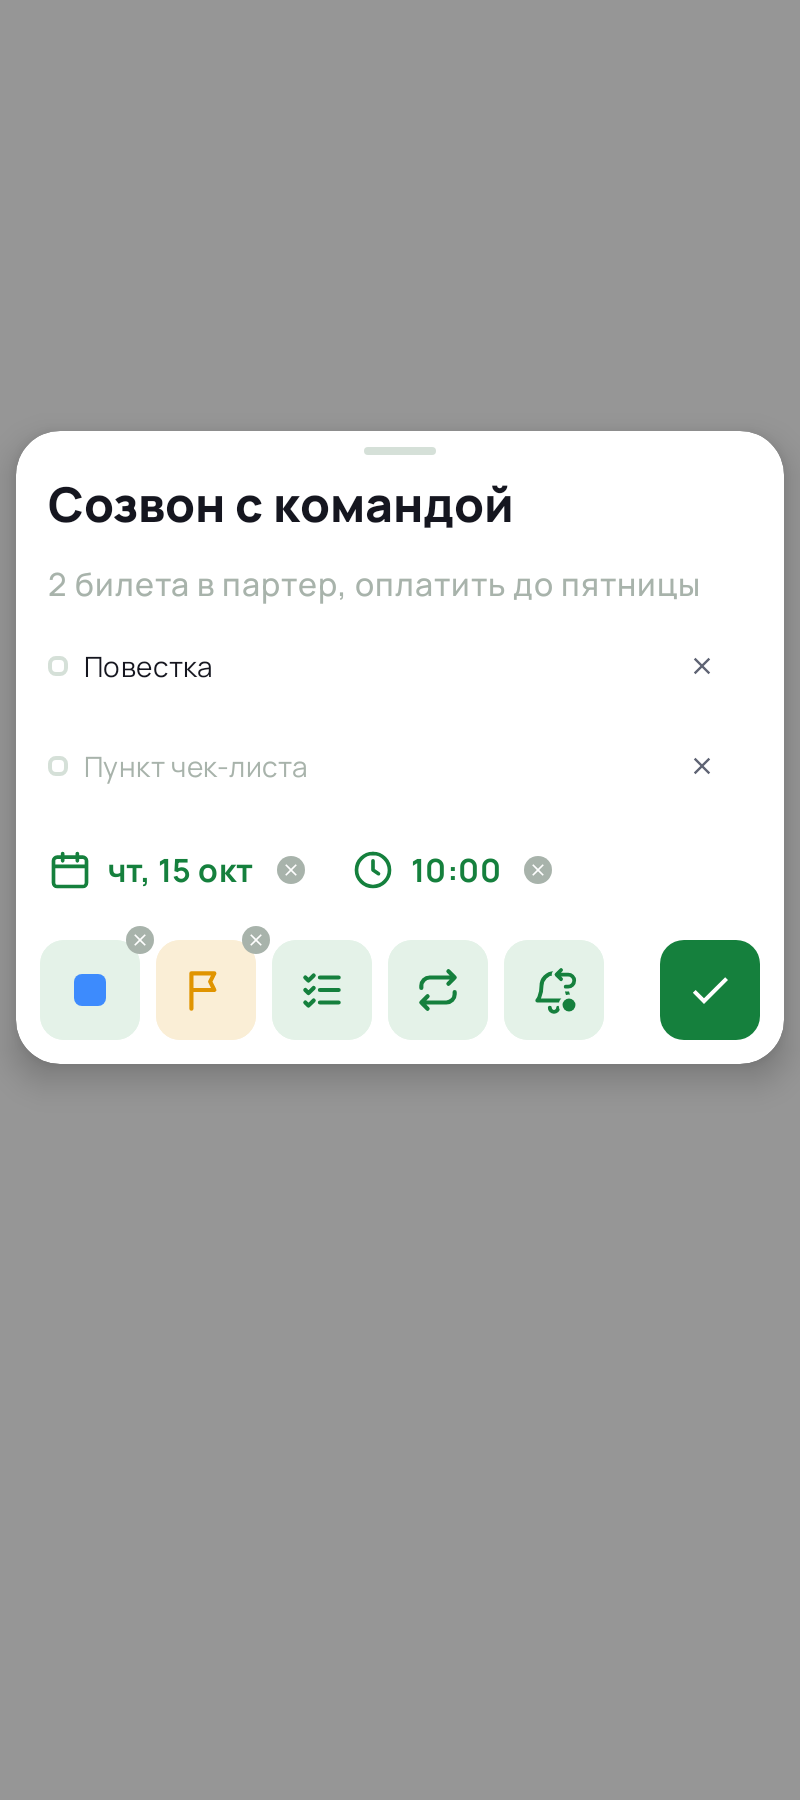 Созвон с командой
2 билета в партер, оплатить до пятницы
Повестка
Пункт чек-листа
чт, 15 окт 10:00